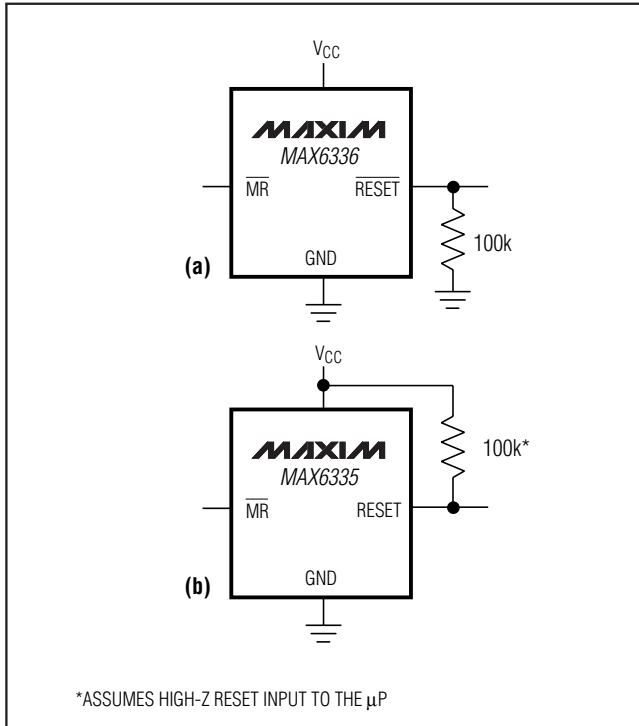 VCC
MAXIM
MAX6336
MR RESET
100k
GND
(a)
VCC
MAXIM
MAX6335
100k*
MR RESET
GND
(b)
*ASSUMES HIGH-Z RESET INPUT TO THE μP